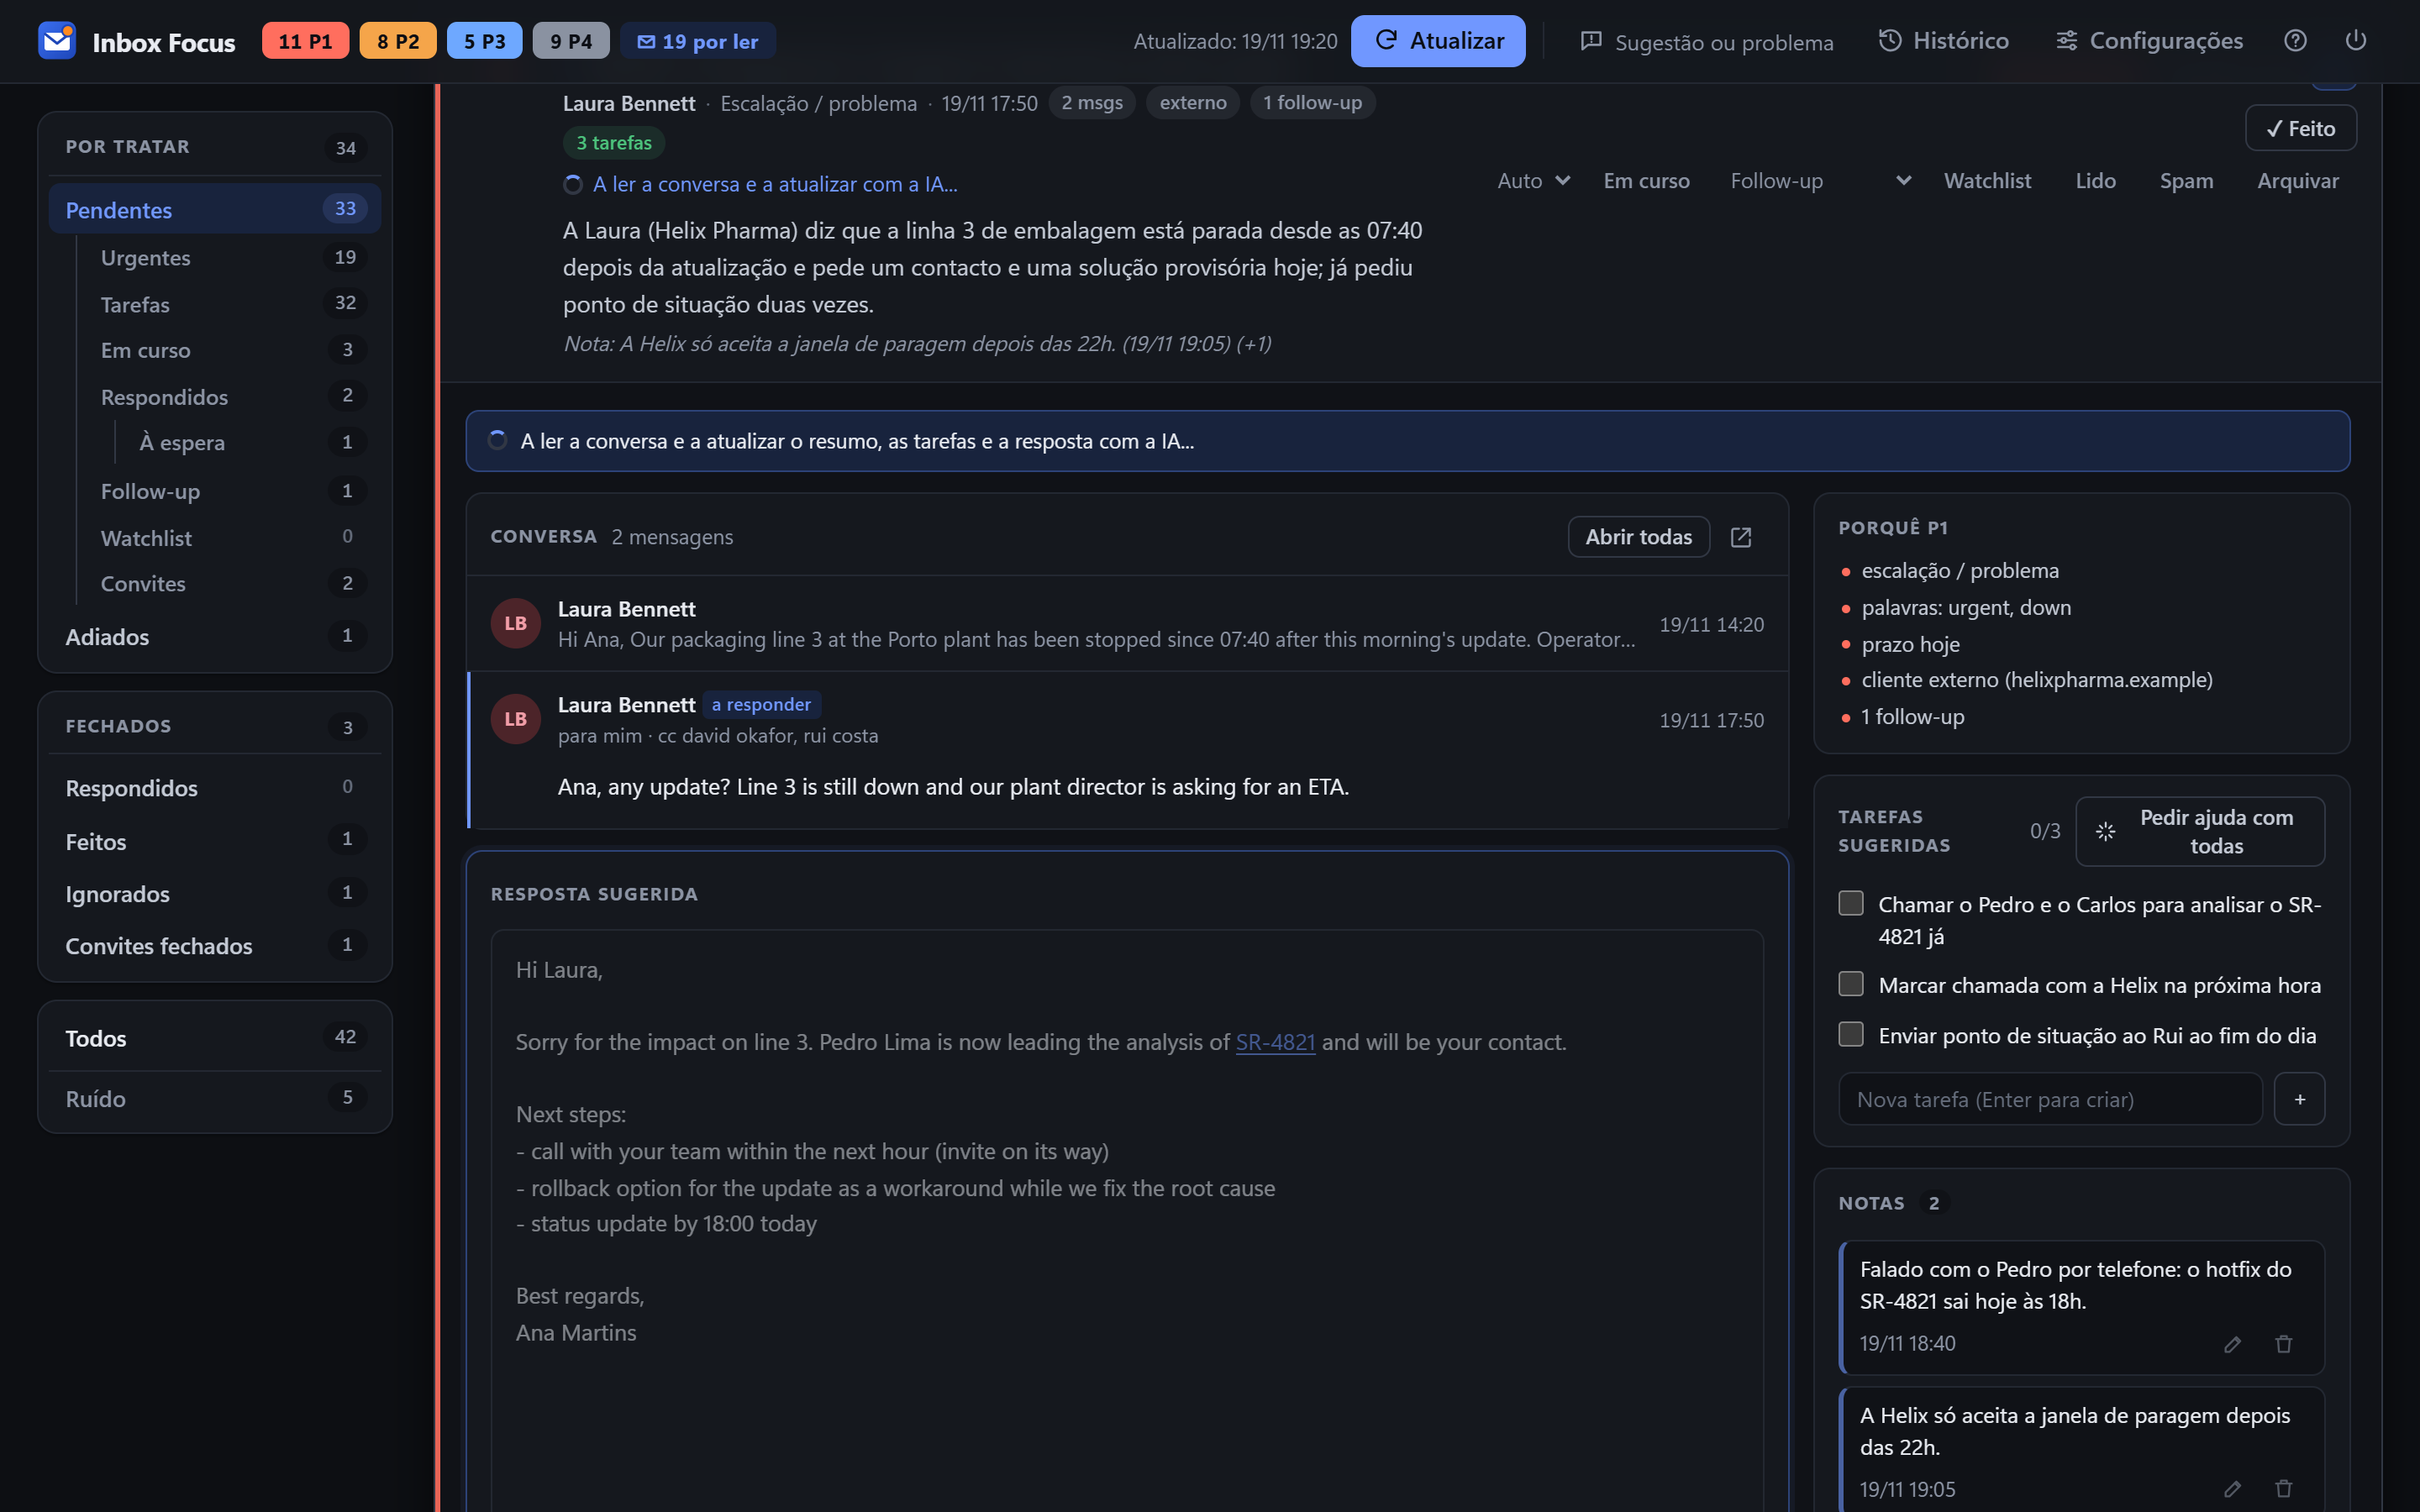 Inbox Focus
11 P1
8 P2
5 P3
9 P4
19 por ler
Atualizado: 19/11 19:20
Atualizar
Sugestão ou problema
Histórico
Configurações
POR TRATAR 34
Pendentes 33
Urgentes 19
Tarefas 32
Em curso 3
Respondidos 2
À espera 1
Follow-up 1
Watchlist 0
Convites 2
Adiados 1
FECHADOS 3
Respondidos 0
Feitos 1
Ignorados 1
Convites fechados 1
Todos 42
Ruído 5
Laura Bennett · Escalação / problema · 19/11 17:50 2 msgs externo 1 follow-up
3 tarefas
A ler a conversa e a atualizar com a IA...
✓ Feito
Auto Em curso Follow-up Watchlist Lido Spam Arquivar
A Laura (Helix Pharma) diz que a linha 3 de embalagem está parada desde as 07:40
depois da atualização e pede um contacto e uma solução provisória hoje; já pediu
ponto de situação duas vezes.
Nota: A Helix só aceita a janela de paragem depois das 22h. (19/11 19:05) (+1)
A ler a conversa e a atualizar o resumo, as tarefas e a resposta com a IA...
CONVERSA 2 mensagens
Abrir todas
LB
Laura Bennett
Hi Ana, Our packaging line 3 at the Porto plant has been stopped since 07:40 after this morning's update. Operator...
19/11 14:20
LB
Laura Bennett a responder
para mim · cc david okafor, rui costa
19/11 17:50
Ana, any update? Line 3 is still down and our plant director is asking for an ETA.
RESPOSTA SUGERIDA
Hi Laura,
Sorry for the impact on line 3. Pedro Lima is now leading the analysis of SR-4821 and will be your contact.
Next steps:
- call with your team within the next hour (invite on its way)
- rollback option for the update as a workaround while we fix the root cause
- status update by 18:00 today
Best regards,
Ana Martins
PORQUÊ P1
escalação / problema
palavras: urgent, down
prazo hoje
cliente externo (helixpharma.example)
1 follow-up
TAREFAS
SUGERIDAS
0/3
Pedir ajuda com
todas
Chamar o Pedro e o Carlos para analisar o SR-
4821 já
Marcar chamada com a Helix na próxima hora
Enviar ponto de situação ao Rui ao fim do dia
Nova tarefa (Enter para criar)
+
NOTAS 2
Falado com o Pedro por telefone: o hotfix do
SR-4821 sai hoje às 18h.
19/11 18:40
A Helix só aceita a janela de paragem depois
das 22h.
19/11 19:05